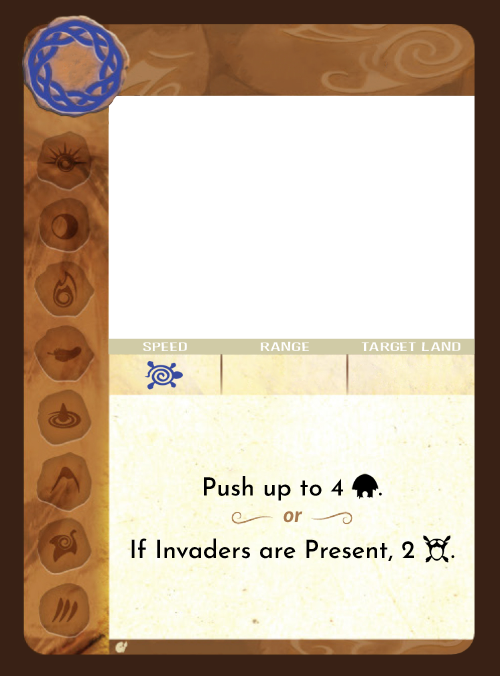 SPEED RANGE TARGET LAND
Push up to 4 .
or
If Invaders are Present, 2 .